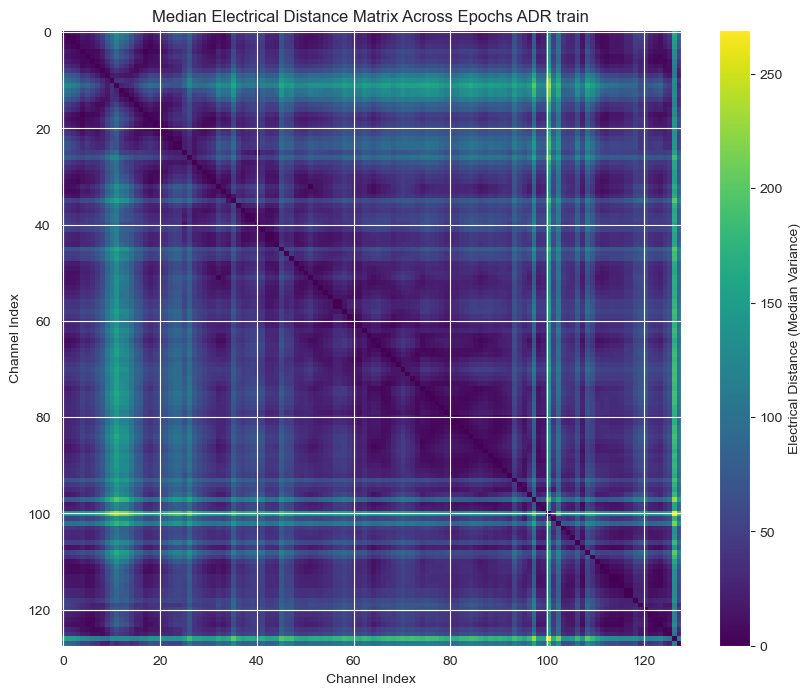 Median Electrical Distance Matrix Across Epochs ADR train
0
20
40
60
80
100
120
Channel Index
0 20 40 60 80 100 120
Channel Index
250
200
150
100
50
0
Electrical Distance (Median Variance)